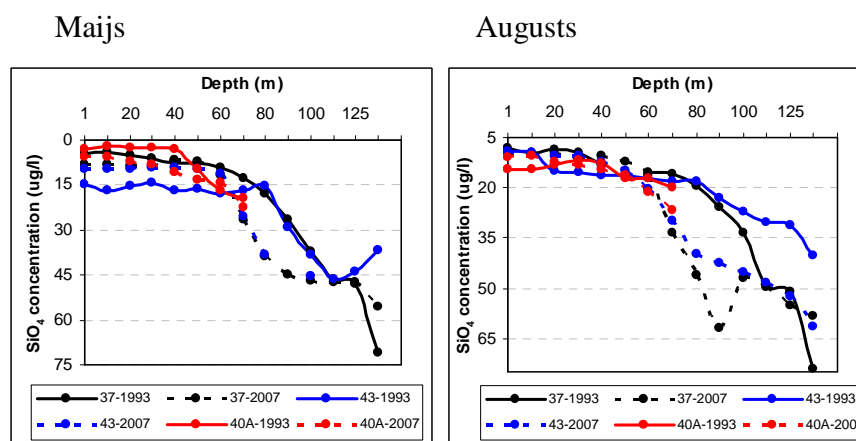 Maijs
Augusts
Depth (m)
1 20 40 60 80 100 125
0
15
30
45
60
75
SiO4 concentration (ug/l)
37-1993 37-2007 43-1993
43-2007 40A-1993 40A-2007
Depth (m)
1 20 40 60 80 100 125
5
20
35
50
65
SiO4 concentration (ug/l)
37-1993 37-2007 43-1993
43-2007 40A-1993 40A-200